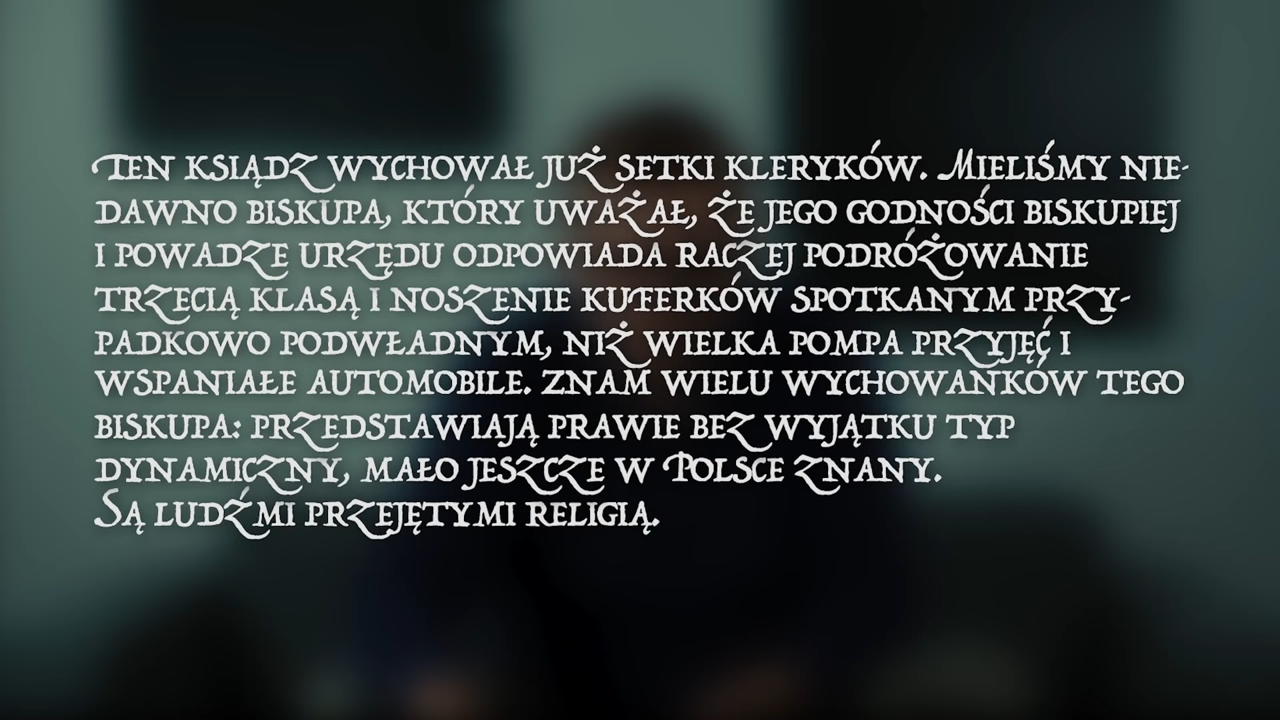 Ten ksiądz wychował już setki kleryków. Mieliśmy nie-
dawno biskupa, który uważał, że jego godności biskupiej
i powadze urzędu odpowiada raczej podróżowanie
trzecią klasą i noszenie kuferków spotkanym przy-
padkowo podwładnym, niż wielka pompa przyjęć i
wspaniałe automobile. Znam wielu wychowanków tego
biskupa: przedstawiają prawie bez wyjątku typ
dynamiczny, mało jeszcze w Polsce znany.
Są ludźmi przejętymi religią.